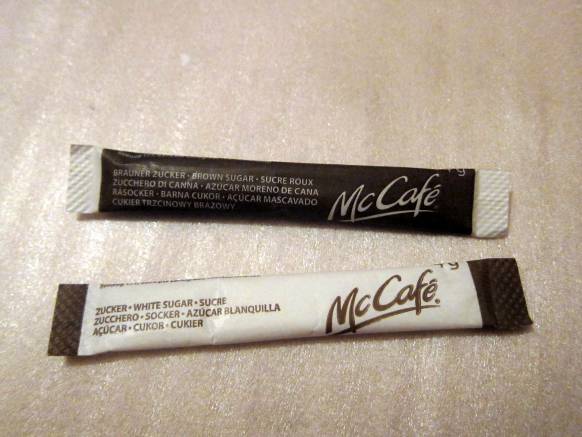 BRAUNER ZUCKER • BROWN SUGAR • SUCRE ROUX
ZUCCHERO DI CANNA • AZÚCAR MORENO DE CANA
RÅSOCKER • BARNA CUKOR • AÇÚCAR MASCAVADO
CUKIER TRZCINOWY BRĄZOWY
McCafé
ZUCKER • WHITE SUGAR • SUCRE
ZUCCHERO • SOCKER • AZÚCAR BLANQUILLA
AÇÚCAR • CUKOR • CUKIER
McCafé®